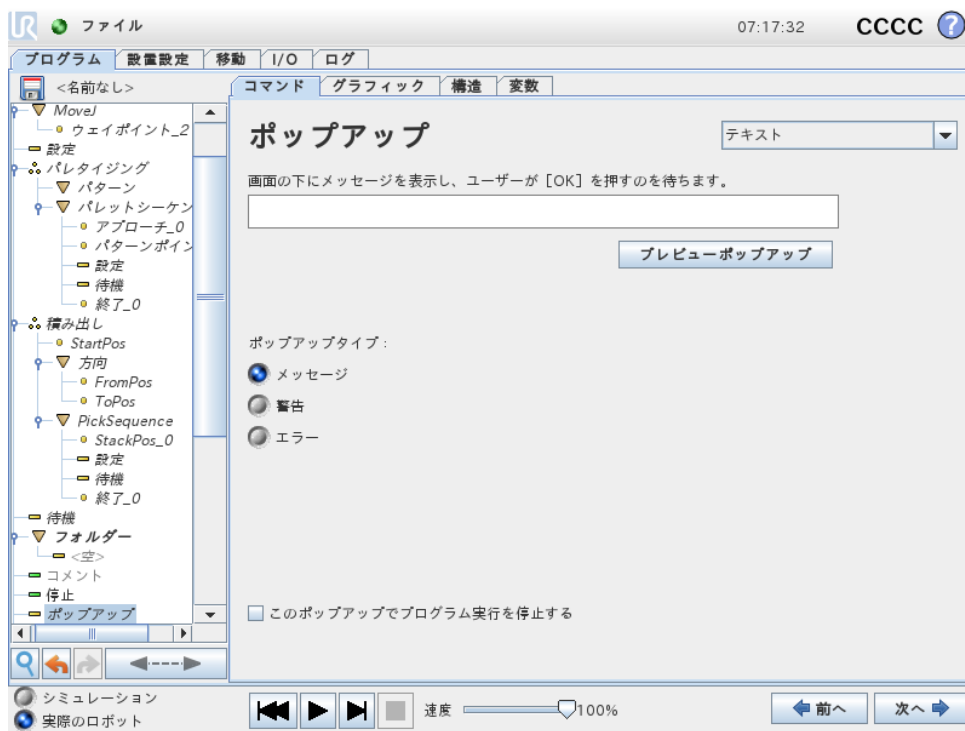 UR ファイル 07:17:32 CCCC ?
プログラム 設置設定 移動 I/O ログ
<名前なし>
コマンド グラフィック 構造 変数
MoveJ
ウェイポイント_2
設定
パレタイジング
パターン
パレットシーケン
アプローチ_0
パターンポイン
設定
待機
終了_0
積み出し
StartPos
方向
FromPos
ToPos
PickSequence
StackPos_0
設定
待機
終了_0
待機
フォルダー
<空>
コメント
停止
ポップアップ
ポップアップ
テキスト
画面の下にメッセージを表示し、ユーザーが［OK］を押すのを待ちます。
プレビューポップアップ
ポップアップタイプ :
メッセージ
警告
エラー
このポップアップでプログラム実行を停止する
シミュレーション
実際のロボット
速度 100%
前へ 次へ